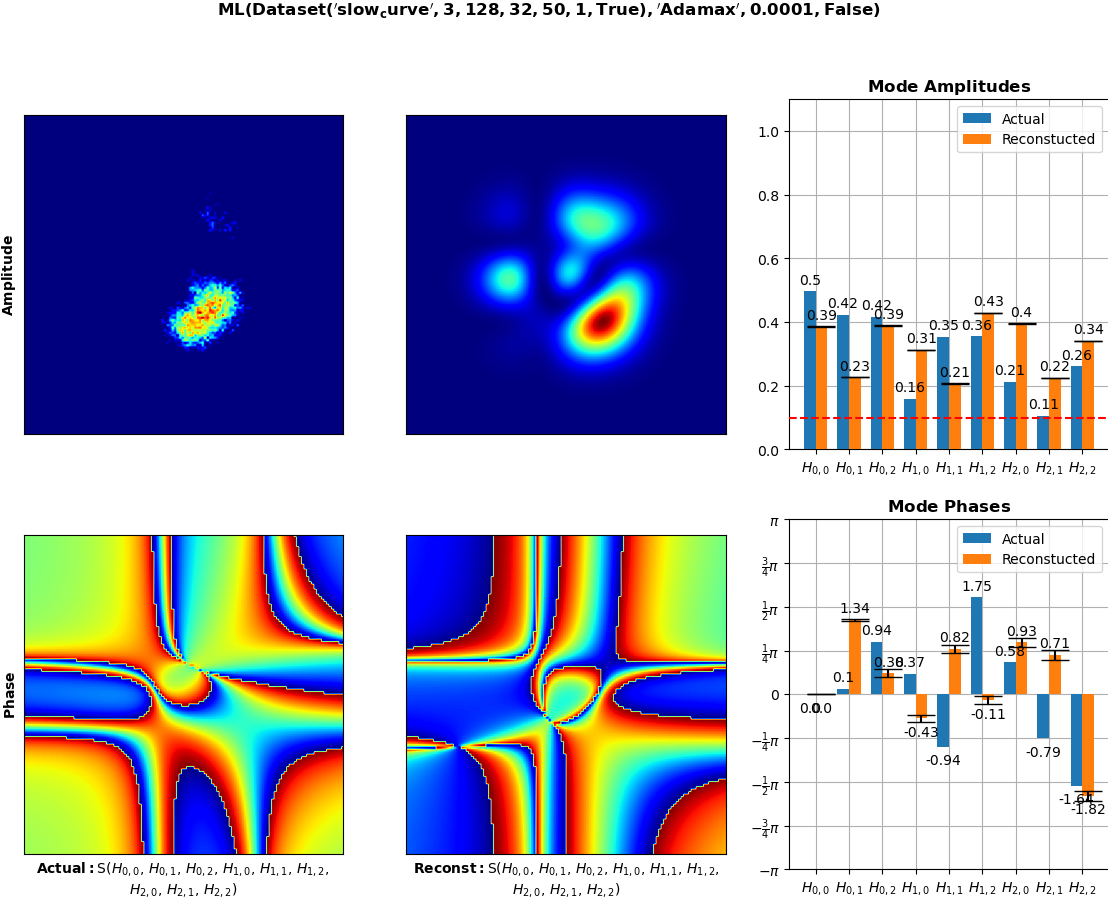 ML(Dataset('slow_curve', 3, 128, 32, 50, 1, True), 'Adamax', 0.0001, False)
Amplitude
Mode Amplitudes
Actual
Reconstucted
1.0
0.8
0.6
0.4
0.2
0.0
0.5
0.39
0.42
0.23
0.42
0.39
0.16
0.31
0.35
0.21
0.36
0.43
0.21
0.4
0.11
0.22
0.26
0.34
H0,0 H0,1 H0,2 H1,0 H1,1 H1,2 H2,0 H2,1 H2,2
Phase
Mode Phases
Actual
Reconstucted
π
3/4π
1/2π
1/4π
0
−1/4π
−1/2π
−3/4π
−π
0.0
0.0
0.1
1.34
0.94
0.38
0.37
-0.43
-0.94
0.82
1.75
-0.11
0.58
0.93
-0.79
0.71
-1.64
-1.82
H0,0 H0,1 H0,2 H1,0 H1,1 H1,2 H2,0 H2,1 H2,2
Actual: S(H0,0, H0,1, H0,2, H1,0, H1,1, H1,2,
H2,0, H2,1, H2,2)
Reconst: S(H0,0, H0,1, H0,2, H1,0, H1,1, H1,2,
H2,0, H2,1, H2,2)